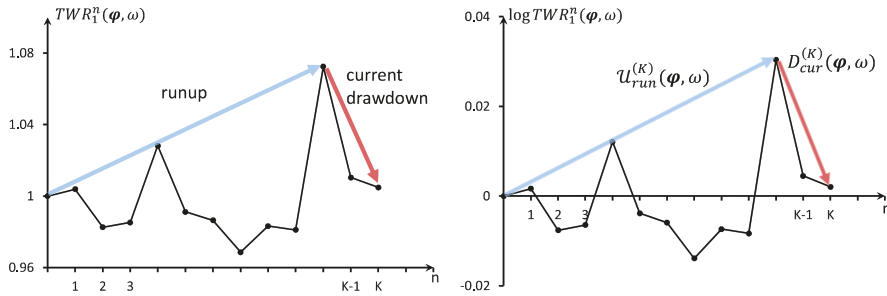 TWR₁ⁿ(φ, ω)
1.08
1.04
1
0.96
runup
current
drawdown
1 2 3 K-1 K n
log TWR₁ⁿ(φ, ω)
0.04
0.02
0
-0.02
𝒰_run^(K)(φ, ω)
D_cur^(K)(φ, ω)
1 2 3 K-1 K n